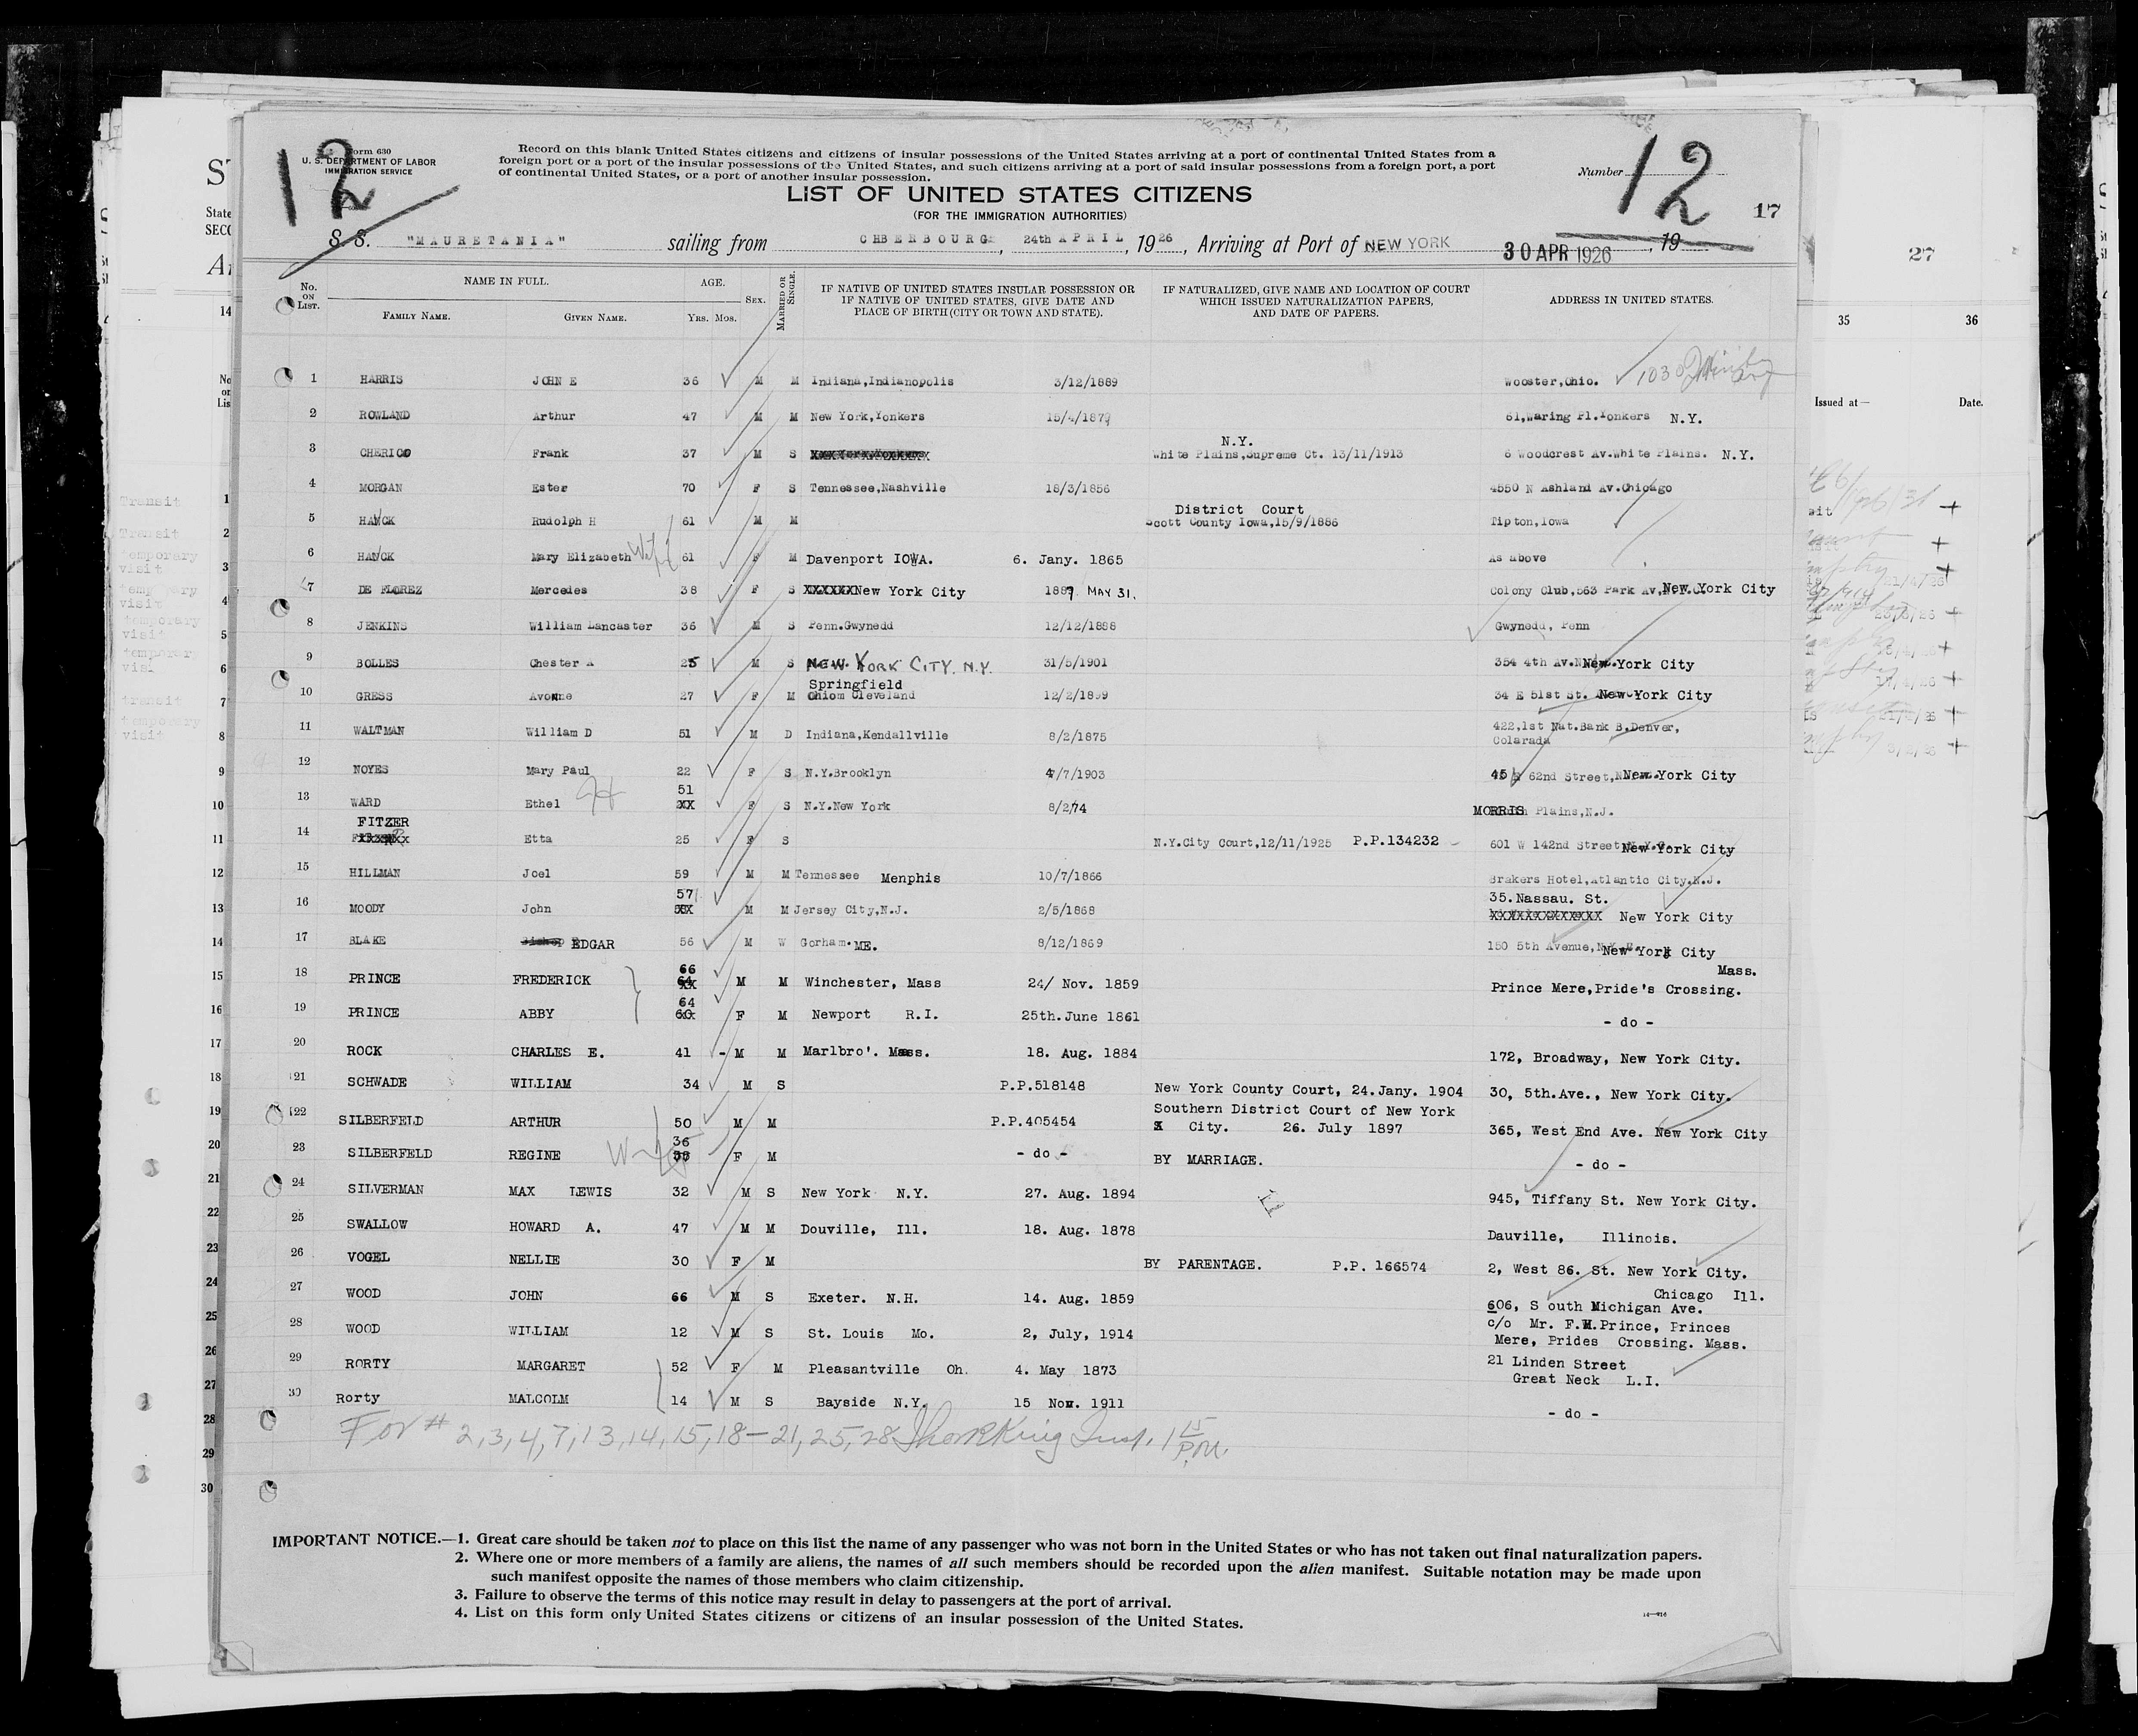 12
Form 630
U. S. DEPARTMENT OF LABOR
IMMIGRATION SERVICE
Record on this blank United States citizens and citizens of insular possessions of the United States arriving at a port of continental United States from a
foreign port or a port of the insular possessions of the United States, and such citizens arriving at a port of said insular possessions from a foreign port, a port
of continental United States, or a port of another insular possession.
Number 12
LIST OF UNITED STATES CITIZENS
(FOR THE IMMIGRATION AUTHORITIES)
17
S. S. "MAURETANIA" sailing from CHBERBOURG, 24th APRIL, 1926, Arriving at Port of NEW YORK 30 APR 1926, 19
27
No. ON LIST.
NAME IN FULL.
FAMILY NAME.
GIVEN NAME.
AGE.
Yrs. Mos.
SEX.
MARRIED OR SINGLE.
IF NATIVE OF UNITED STATES INSULAR POSSESSION OR
IF NATIVE OF UNITED STATES, GIVE DATE AND
PLACE OF BIRTH (CITY OR TOWN AND STATE).
IF NATURALIZED, GIVE NAME AND LOCATION OF COURT
WHICH ISSUED NATURALIZATION PAPERS,
AND DATE OF PAPERS.
ADDRESS IN UNITED STATES.
35 36
Issued at— Date.
1 HARRIS JOHN E 36 M M Indiana,Indianopolis 3/12/1889 Wooster,Ohio.
2 ROWLAND Arthur 47 M M New York,Yonkers 15/4/1879 61,Waring Pl.Yonkers N.Y.
N.Y.
3 CHERICO Frank 37 M S White Plains,Supreme Ct. 13/11/1913 6 Woodcrest Av.White Plains. N.Y.
4 MORGAN Ester 70 F S Tennessee,Nashville 18/3/1856 4550 N Ashland Av.Chicago
District Court
5 HAUCK Rudolph H 61 M M Scott County Iowa,15/9/1886 Tipton,Iowa
6 HAUCK Mary Elizabeth Wife 61 F M Davenport IOWA. 6. Jany. 1865 As above
7 DE FLOREZ Mercedes 38 F S XXXXXXNew York City 1889 MAY 31. Colony Club,563 Park Av, New York City
8 JENKINS William Lancaster 36 M S Penn.Gwynedd 12/12/1888 Gwynedd, Penn
9 BOLLES Chester A 25 M S NEW YORK CITY. N.Y. 31/5/1901 354 4th Av. New York City
Springfield
10 GRESS Avonne 27 F M Ohiom Cleveland 12/2/1899 34 E 51st St. New York City
11 WALTMAN William D 51 M D Indiana,Kendallville 8/2/1875 422,1st Nat.Bank B.Denver,
Colarada
12 NOYES Mary Paul 22 F S N.Y.Brooklyn 4/7/1903 45 62nd Street, New York City
51
13 WARD Ethel XX F S N.Y.New York 8/2/74 MORRIS Plains,N.J.
FITZER
14 Etta 25 F S N.Y.City Court,12/11/1925 P.P.134232 601 W 142nd Street New York City
15 HILLMAN Joel 59 M M Tennessee Memphis 10/7/1866 Brakers Hotel,Atlantic City.N.J.
57 35.Nassau. St.
16 MOODY John M M Jersey City,N.J. 2/5/1868 XXXXXXXXXXXXX New York City
17 BLAKE EDGAR 56 M W Gorham.ME. 8/12/1869 150 5th Avenue, New York City
66 Mass.
18 PRINCE FREDERICK M M Winchester, Mass 24/ Nov. 1859 Prince Mere,Pride's Crossing.
64
19 PRINCE ABBY 60 F M Newport R.I. 25th.June 1861 - do -
20 ROCK CHARLES E. 41 - M M Marlbro'. Mass. 18. Aug. 1884 172, Broadway, New York City.
21 SCHWADE WILLIAM 34 M S P.P.518148 New York County Court, 24.Jany. 1904 30, 5th.Ave., New York City.
Southern District Court of New York
22 SILBERFELD ARTHUR 50 M M P.P.405454 X City. 26. July 1897 365, West End Ave. New York City
36
23 SILBERFELD REGINE Wife F M - do - BY MARRIAGE. - do -
24 SILVERMAN MAX LEWIS 32 M S New York N.Y. 27. Aug. 1894 945, Tiffany St. New York City.
25 SWALLOW HOWARD A. 47 M M Douville, Ill. 18. Aug. 1878 Dauville, Illinois.
26 VOGEL NELLIE 30 F M BY PARENTAGE. P.P. 166574 2, West 86. St. New York City.
Chicago Ill.
27 WOOD JOHN 66 M S Exeter. N.H. 14. Aug. 1859 606, S outh Michigan Ave.
28 WOOD WILLIAM 12 M S St. Louis Mo. 2, July, 1914 c/o Mr. F.H.Prince, Princes
Mere, Prides Crossing. Mass.
29 RORTY MARGARET 52 F M Pleasantville Oh. 4. May 1873 21 Linden Street
Great Neck L.I.
30 Rorty MALCOLM 14 M S Bayside N.Y. 15 Nov. 1911 - do -
For # 2,3,4,7,13,14,15,18–21,25,28 King Insp. 1 15 P.M.
IMPORTANT NOTICE.—1. Great care should be taken not to place on this list the name of any passenger who was not born in the United States or who has not taken out final naturalization papers.
2. Where one or more members of a family are aliens, the names of all such members should be recorded upon the alien manifest. Suitable notation may be made upon
such manifest opposite the names of those members who claim citizenship.
3. Failure to observe the terms of this notice may result in delay to passengers at the port of arrival.
4. List on this form only United States citizens or citizens of an insular possession of the United States.